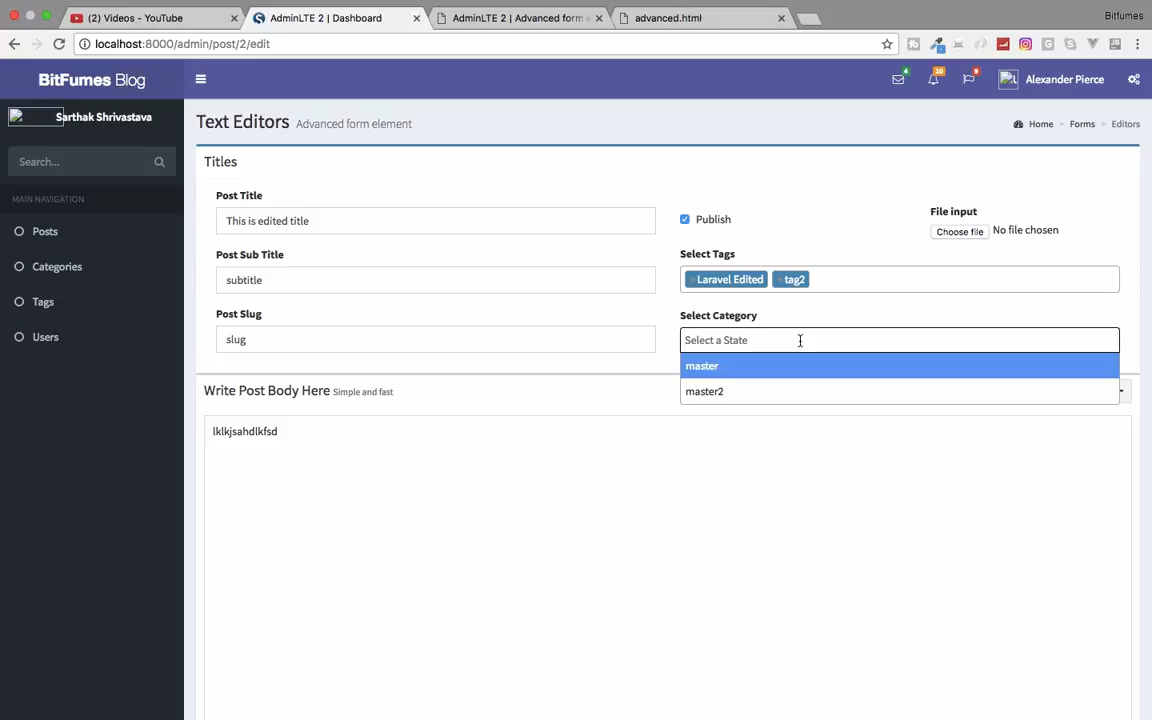 (2) Videos - YouTube
AdminLTE 2 | Dashboard
AdminLTE 2 | Advanced form e
advanced.html
Bitfumes
localhost:8000/admin/post/2/edit
BitFumes Blog
4
10
9
Alexander Pierce
Sarthak Shrivastava
Text Editors Advanced form element
Home > Forms > Editors
Search...
Titles
MAIN NAVIGATION
Posts
Categories
Tags
Users
Post Title
This is edited title
Publish
File input
Choose file No file chosen
Post Sub Title
subtitle
Select Tags
Laravel Edited
tag2
Post Slug
slug
Select Category
Select a State
master
master2
Write Post Body Here Simple and fast
lklkjsahdlkfsd